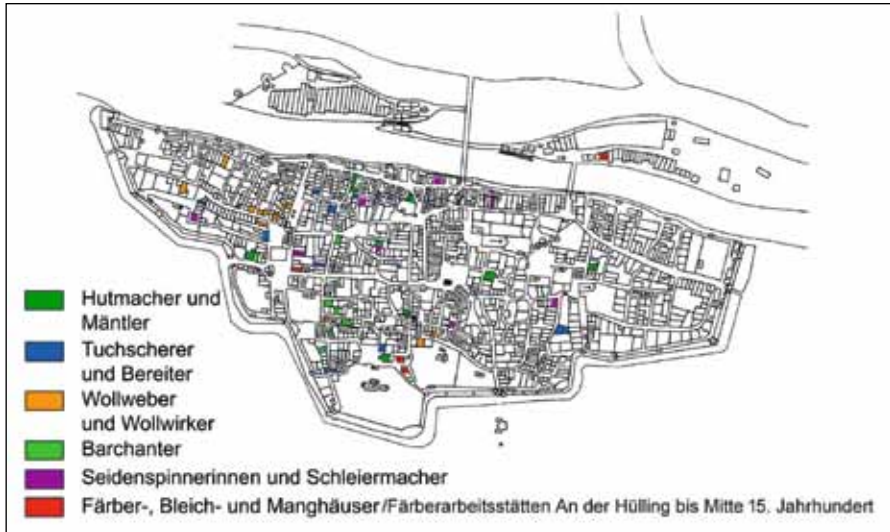 Hutmacher und
Mäntler
Tuchscherer
und Bereiter
Wollweber
und Wollwirker
Barchanter
Seidenspinnerinnen und Schleiermacher
Färber-, Bleich- und Manghäuser/Färberarbeitsstätten An der Hülling bis Mitte 15. Jahrhundert